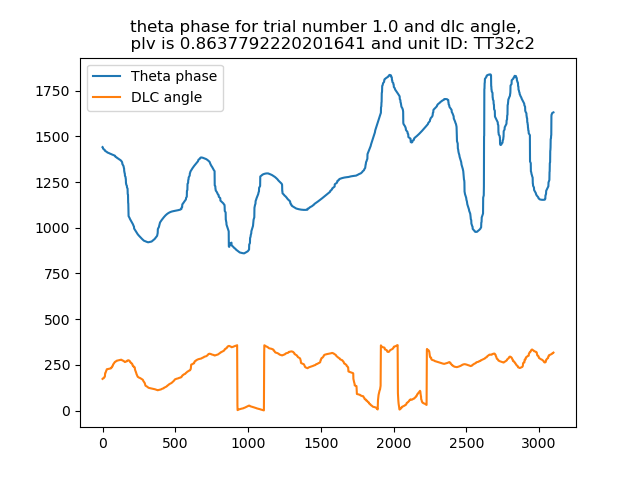 theta phase for trial number 1.0 and dlc angle,
plv is 0.8637792220201641 and unit ID: TT32c2
Theta phase
DLC angle
1750
1500
1250
1000
750
500
250
0
0 500 1000 1500 2000 2500 3000